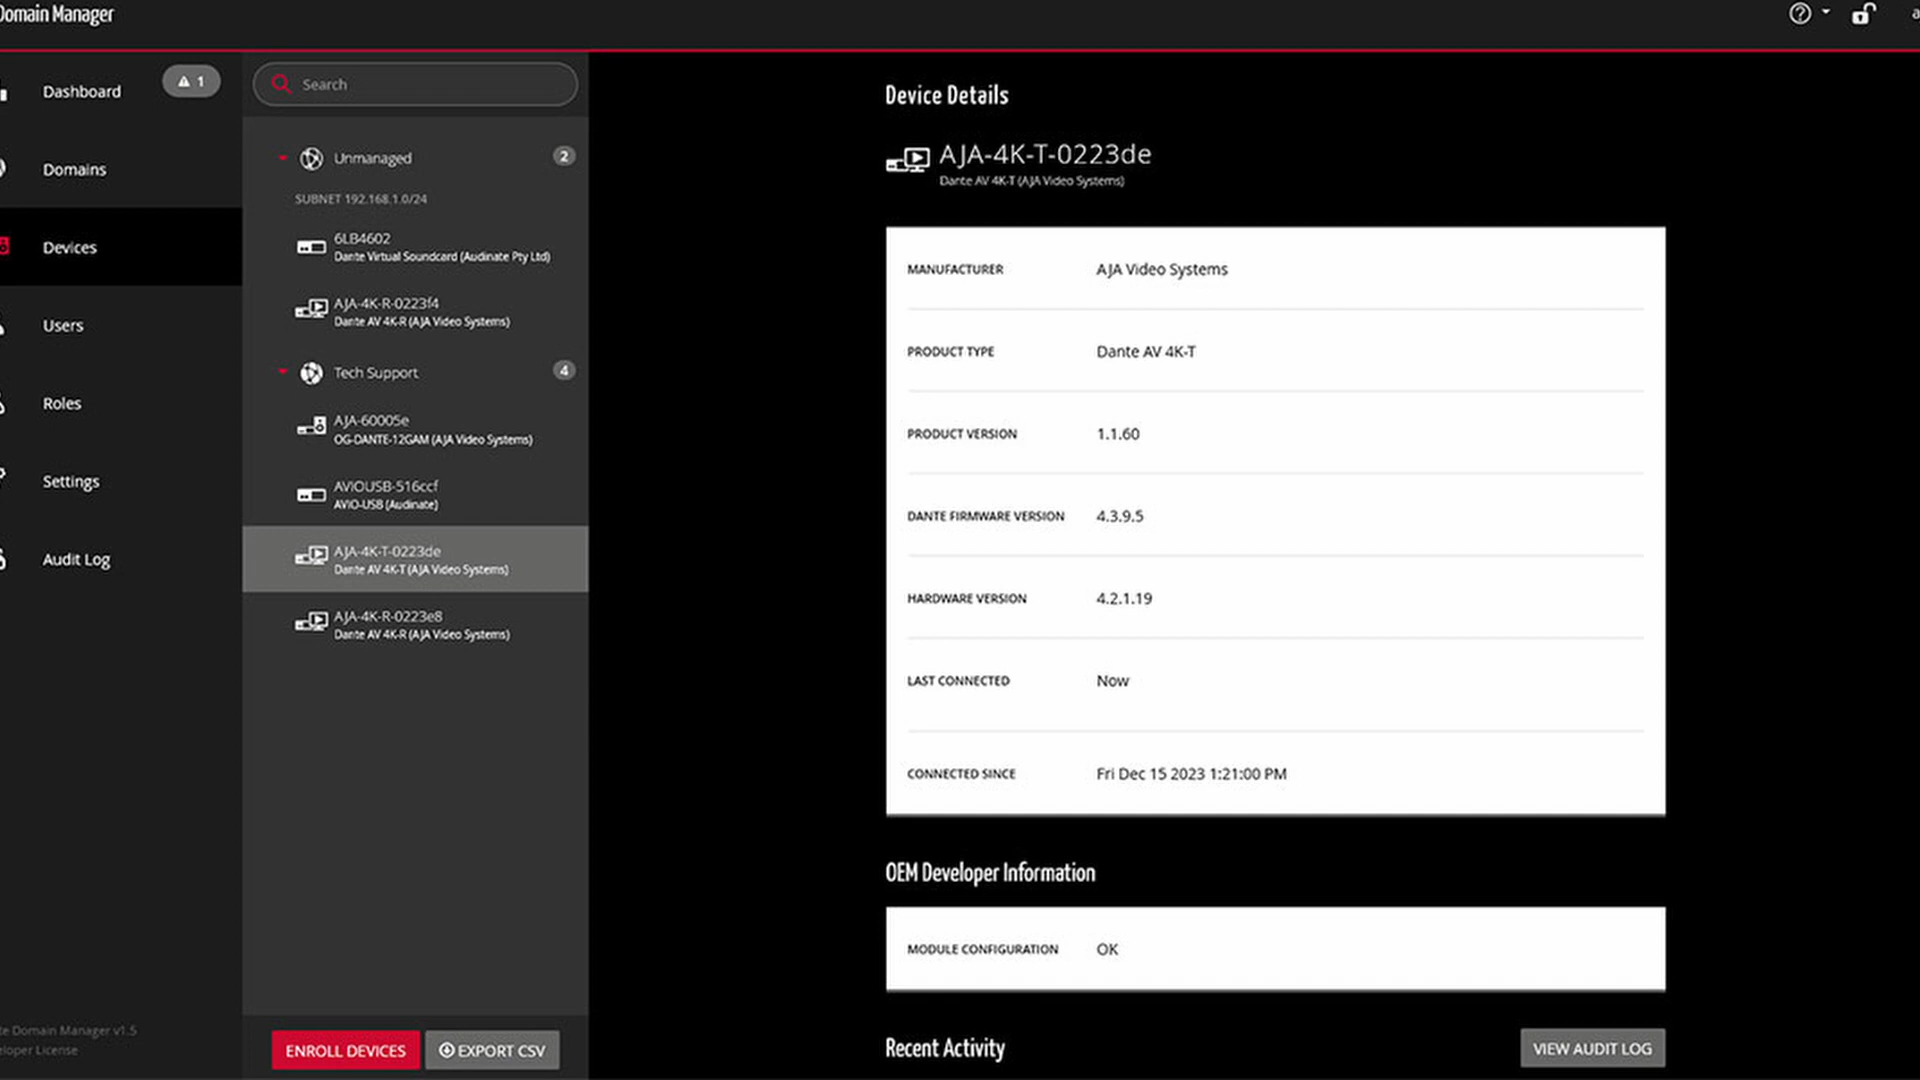 Domain Manager
Dashboard
1
Domains
Devices
Users
Roles
Settings
Audit Log
te Domain Manager v1.5
eloper License
Search
Unmanaged
2
SUBNET 192.168.1.0/24
6LB4602
Dante Virtual Soundcard (Audinate Pty Ltd)
AJA-4K-R-0223f4
Dante AV 4K-R (AJA Video Systems)
Tech Support
4
AJA-60005e
OG-DANTE-12GAM (AJA Video Systems)
AVIOUSB-516ccf
AVIO-USB (Audinate)
AJA-4K-T-0223de
Dante AV 4K-T (AJA Video Systems)
AJA-4K-R-0223e8
Dante AV 4K-R (AJA Video Systems)
ENROLL DEVICES
EXPORT CSV
Device Details
AJA-4K-T-0223de
Dante AV 4K-T (AJA Video Systems)
MANUFACTURER AJA Video Systems
PRODUCT TYPE Dante AV 4K-T
PRODUCT VERSION 1.1.60
DANTE FIRMWARE VERSION 4.3.9.5
HARDWARE VERSION 4.2.1.19
LAST CONNECTED Now
CONNECTED SINCE Fri Dec 15 2023 1:21:00 PM
OEM Developer Information
MODULE CONFIGURATION OK
Recent Activity
VIEW AUDIT LOG